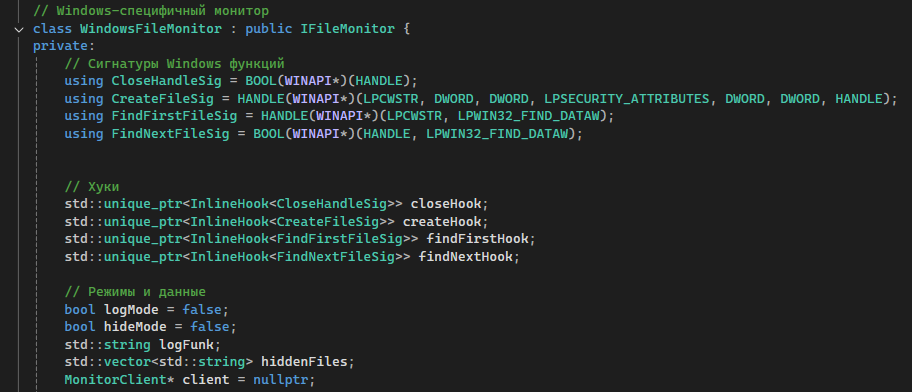 // Windows-специфичный монитор
class WindowsFileMonitor : public IFileMonitor {
private:
// Сигнатуры Windows функций
using CloseHandleSig = BOOL(WINAPI*)(HANDLE);
using CreateFileSig = HANDLE(WINAPI*)(LPCWSTR, DWORD, DWORD, LPSECURITY_ATTRIBUTES, DWORD, DWORD, HANDLE);
using FindFirstFileSig = HANDLE(WINAPI*)(LPCWSTR, LPWIN32_FIND_DATAW);
using FindNextFileSig = BOOL(WINAPI*)(HANDLE, LPWIN32_FIND_DATAW);
// Хуки
std::unique_ptr<InlineHook<CloseHandleSig>> closeHook;
std::unique_ptr<InlineHook<CreateFileSig>> createHook;
std::unique_ptr<InlineHook<FindFirstFileSig>> findFirstHook;
std::unique_ptr<InlineHook<FindNextFileSig>> findNextHook;
// Режимы и данные
bool logMode = false;
bool hideMode = false;
std::string logFunk;
std::vector<std::string> hiddenFiles;
MonitorClient* client = nullptr;